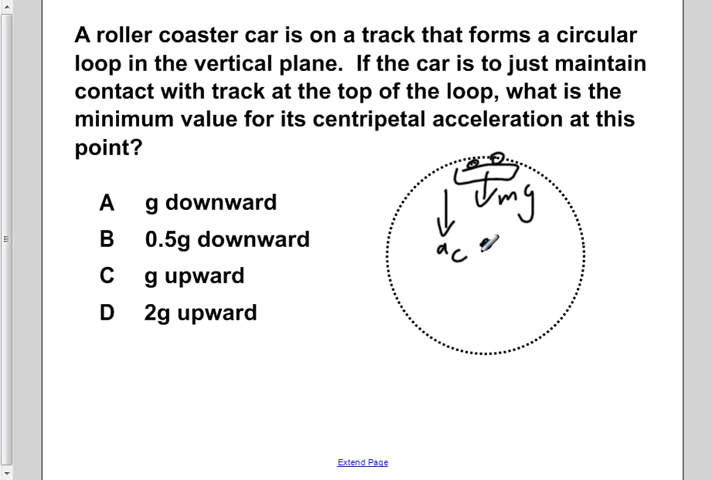 A roller coaster car is on a track that forms a circular
loop in the vertical plane. If the car is to just maintain
contact with track at the top of the loop, what is the
minimum value for its centripetal acceleration at this
point?
A g downward
B 0.5g downward
C g upward
D 2g upward
mg
ac
Extend Page